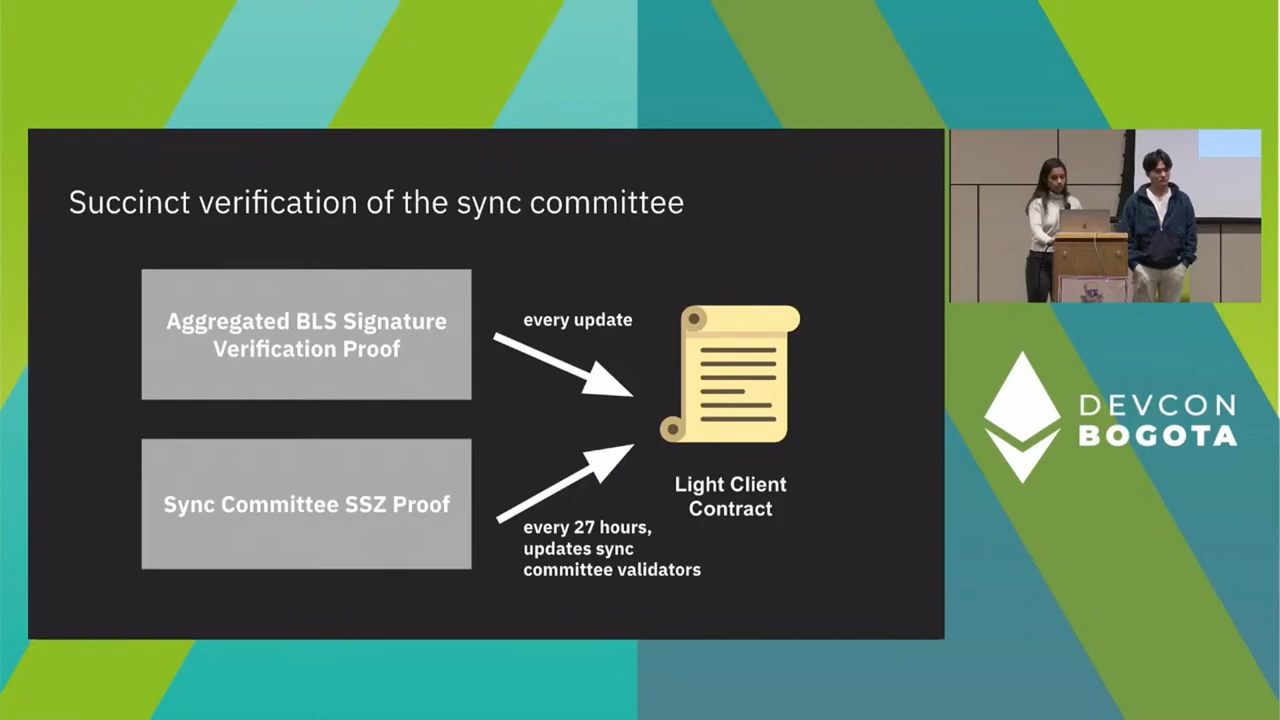 Succinct verification of the sync committee
Aggregated BLS Signature
Verification Proof
every update
Sync Committee SSZ Proof
every 27 hours,
updates sync
committee validators
Light Client
Contract
DEVCON
BOGOTA